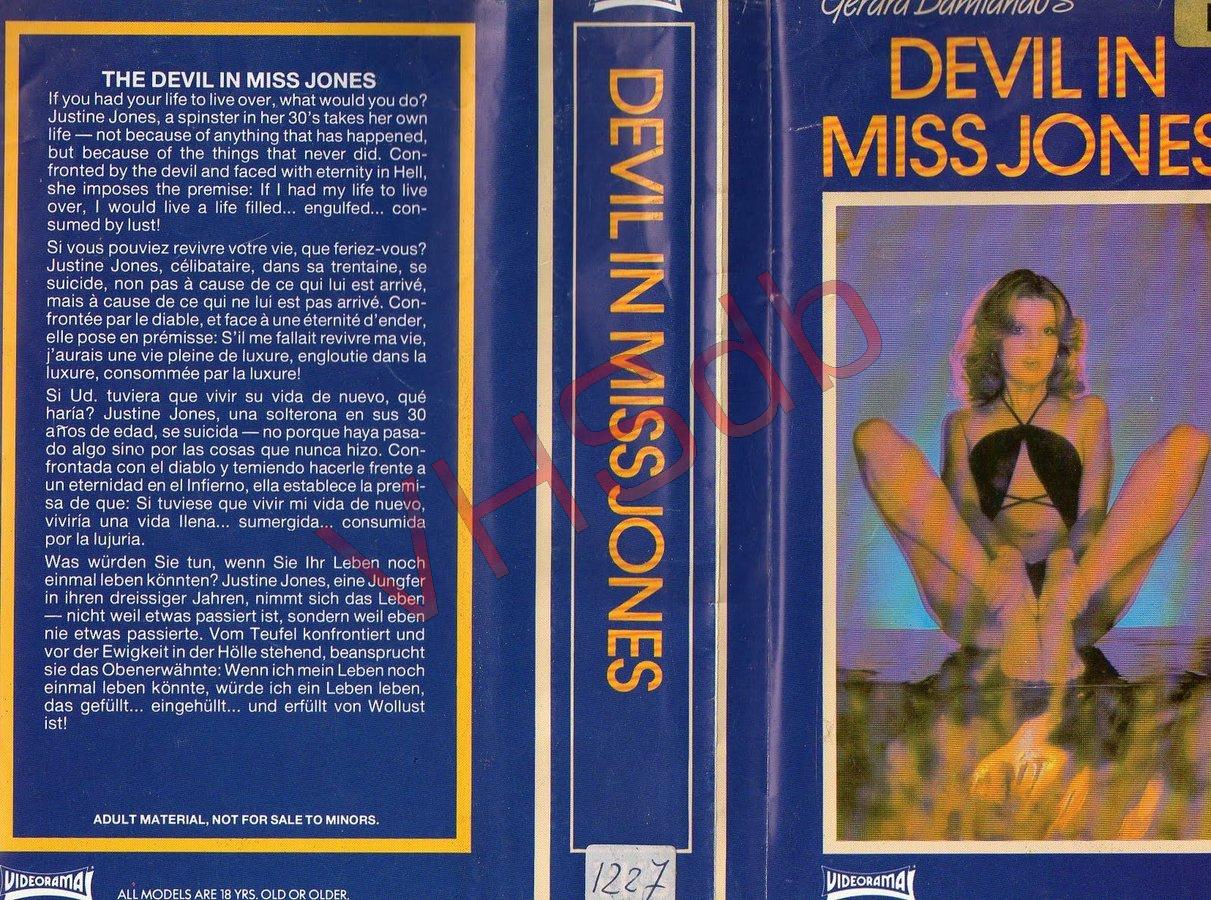 THE DEVIL IN MISS JONES
If you had your life to live over, what would you do?
Justine Jones, a spinster in her 30's takes her own
life — not because of anything that has happened,
but because of the things that never did. Con-
fronted by the devil and faced with eternity in Hell,
she imposes the premise: If I had my life to live
over, I would live a life filled... engulfed... con-
sumed by lust!
Si vous pouviez revivre votre vie, que feriez-vous?
Justine Jones, célibataire, dans sa trentaine, se
suicide, non pas à cause de ce qui lui est arrivé,
mais à cause de ce qui ne lui est pas arrivé. Con-
frontée par le diable, et face à une éternité d'ender,
elle pose en prémisse: S'il me fallait revivre ma vie,
j'aurais une vie pleine de luxure, engloutie dans la
luxure, consommée par la luxure!
Si Ud. tuviera que vivir su vida de nuevo, qué
haría? Justine Jones, una solterona en sus 30
años de edad, se suicida — no porque haya pasa-
do algo sino por las cosas que nunca hizo. Con-
frontada con el diablo y temiendo hacerle frente a
un eternidad en el Infierno, ella establece la premi-
sa de que: Si tuviese que vivir mi vida de nuevo,
viviría una vida llena... sumergida... consumida
por la lujuria.
Was würden Sie tun, wenn Sie Ihr Leben noch
einmal leben könnten? Justine Jones, eine Jungfer
in ihren dreissiger Jahren, nimmt sich das Leben
— nicht weil etwas passiert ist, sondern weil eben
nie etwas passierte. Vom Teufel konfrontiert und
vor der Ewigkeit in der Hölle stehend, beansprucht
sie das Obenerwähnte: Wenn ich mein Leben noch
einmal leben könnte, würde ich ein Leben leben,
das gefüllt... eingehüllt... und erfüllt von Wollust
ist!
ADULT MATERIAL, NOT FOR SALE TO MINORS.
VIDEORAMA
ALL MODELS ARE 18 YRS. OLD OR OLDER.
DEVIL IN MISS JONES
1227
Gerard Damiano's
DEVIL IN
MISS JONES
VIDEORAMA
VHSdb